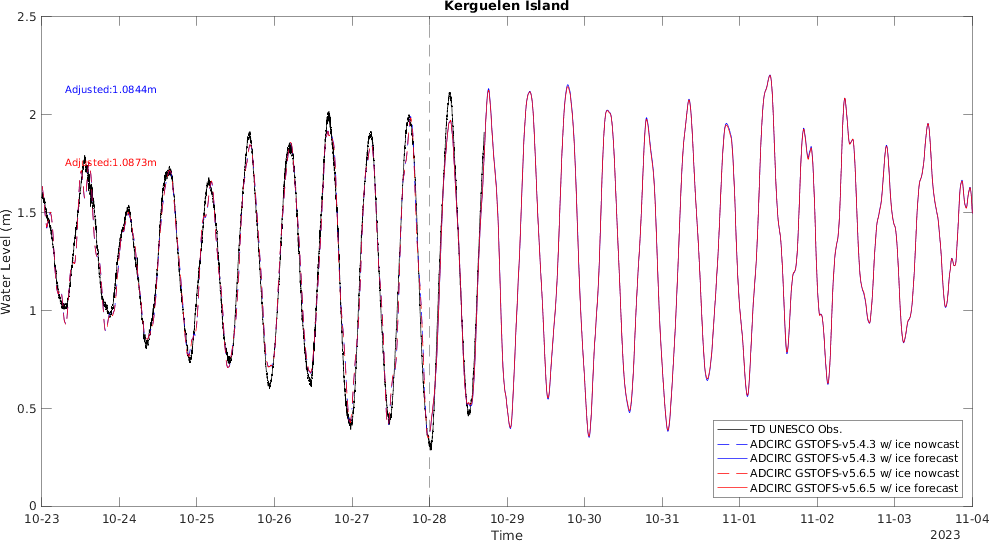 Kerguelen Island
2.5
2
1.5
1
0.5
0
Water Level (m)
Adjusted:1.0844m
Adjusted:1.0873m
TD UNESCO Obs.
ADCIRC GSTOFS-v5.4.3 w/ ice nowcast
ADCIRC GSTOFS-v5.4.3 w/ ice forecast
ADCIRC GSTOFS-v5.6.5 w/ ice nowcast
ADCIRC GSTOFS-v5.6.5 w/ ice forecast
10-23 10-24 10-25 10-26 10-27 10-28 10-29 10-30 10-31 11-01 11-02 11-03 11-04
Time
2023